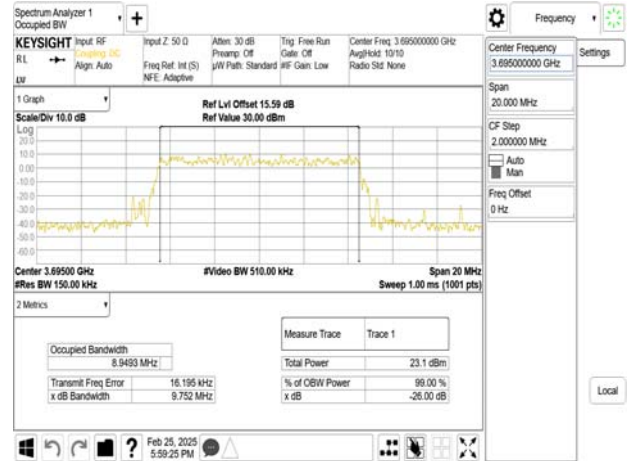 Spectrum Analyzer 1
Occupied BW
Frequency
KEYSIGHT
Input: RF
Input Z: 50 Ω
Atten: 30 dB
Trig: Free Run
Center Freq: 3.695000000 GHz
RL
Coupling: DC
Preamp: Off
Gate: Off
Avg|Hold: 10/10
Align: Auto
Freq Ref: Int (S)
µW Path: Standard
#IF Gain: Low
Radio Std: None
NFE: Adaptive
Center Frequency
3.695000000 GHz
Settings
Span
20.000 MHz
CF Step
2.000000 MHz
Auto
Man
Freq Offset
0 Hz
1 Graph
Ref Lvl Offset 15.59 dB
Scale/Div 10.0 dB
Ref Value 30.00 dBm
Log
20.0
10.0
0.00
-10.0
-20.0
-30.0
-40.0
-50.0
-60.0
Center 3.69500 GHz
#Video BW 510.00 kHz
Span 20 MHz
#Res BW 150.00 kHz
Sweep 1.00 ms (1001 pts)
2 Metrics
Measure Trace
Trace 1
Occupied Bandwidth
8.9493 MHz
Total Power
23.1 dBm
Transmit Freq Error
16.195 kHz
% of OBW Power
99.00 %
x dB Bandwidth
9.752 MHz
x dB
-26.00 dB
Local
Feb 25, 2025
5:59:25 PM